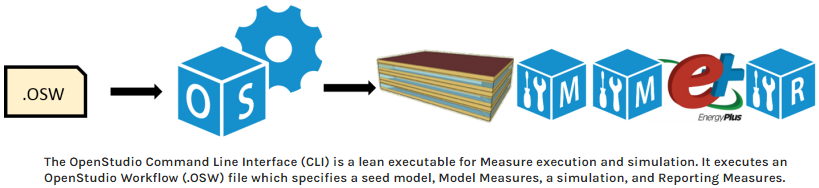 .OSW
O S
M
M
e+
EnergyPlus
R
The OpenStudio Command Line Interface (CLI) is a lean executable for Measure execution and simulation. It executes an
OpenStudio Workflow (.OSW) file which specifies a seed model, Model Measures, a simulation, and Reporting Measures.